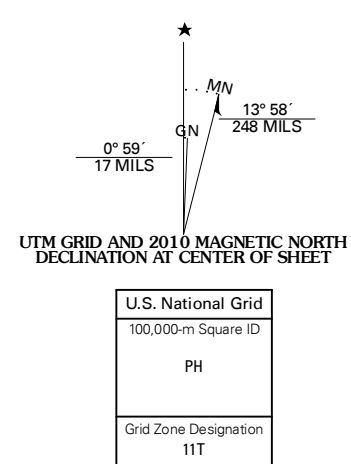 ★
MN
GN
13° 58´
248 MILS
0° 59´
17 MILS
UTM GRID AND 2010 MAGNETIC NORTH
DECLINATION AT CENTER OF SHEET
U.S. National Grid
100,000-m Square ID
PH
Grid Zone Designation
11T